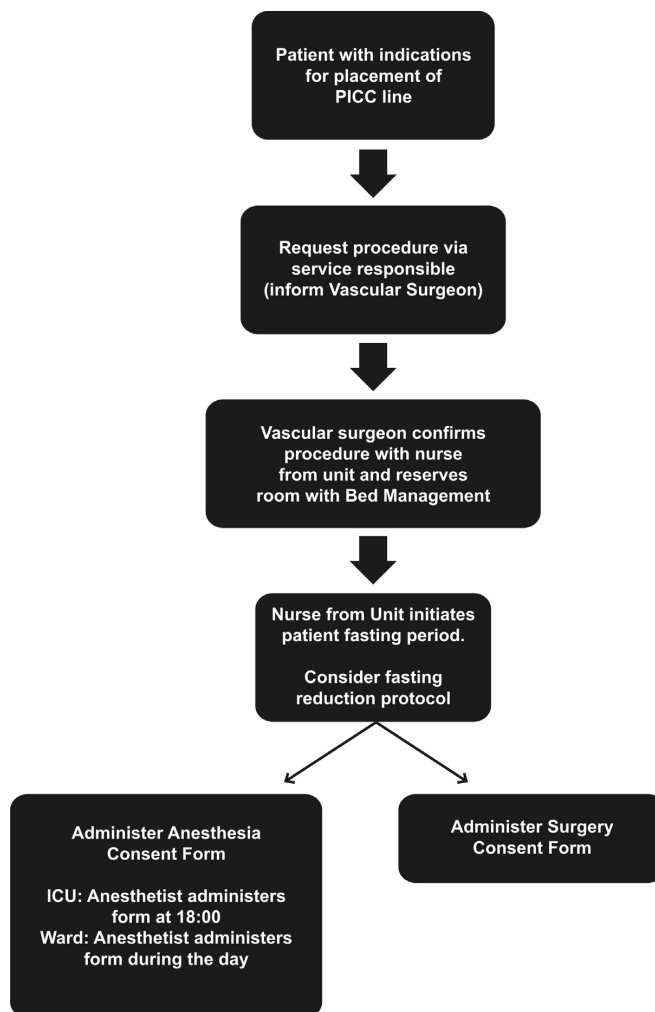 Patient with indications
for placement of
PICC line
Request procedure via
service responsible
(inform Vascular Surgeon)
Vascular surgeon confirms
procedure with nurse
from unit and reserves
room with Bed Management
Nurse from Unit initiates
patient fasting period.
Consider fasting
reduction protocol
Administer Anesthesia
Consent Form
ICU: Anesthetist administers
form at 18:00
Ward: Anesthetist administers
form during the day
Administer Surgery
Consent Form